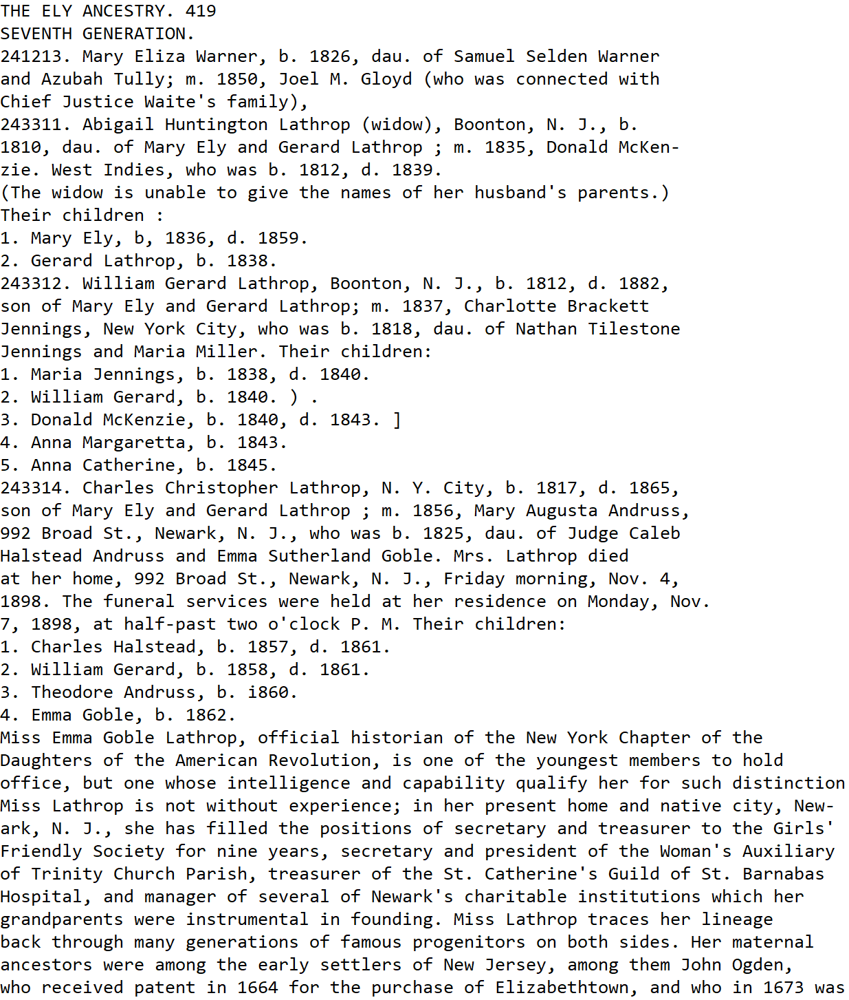 THE ELY ANCESTRY. 419
SEVENTH GENERATION.
241213. Mary Eliza Warner, b. 1826, dau. of Samuel Selden Warner
and Azubah Tully; m. 1850, Joel M. Gloyd (who was connected with
Chief Justice Waite's family),
243311. Abigail Huntington Lathrop (widow), Boonton, N. J., b.
1810, dau. of Mary Ely and Gerard Lathrop ; m. 1835, Donald McKen-
zie. West Indies, who was b. 1812, d. 1839.
(The widow is unable to give the names of her husband's parents.)
Their children :
1. Mary Ely, b, 1836, d. 1859.
2. Gerard Lathrop, b. 1838.
243312. William Gerard Lathrop, Boonton, N. J., b. 1812, d. 1882,
son of Mary Ely and Gerard Lathrop; m. 1837, Charlotte Brackett
Jennings, New York City, who was b. 1818, dau. of Nathan Tilestone
Jennings and Maria Miller. Their children:
1. Maria Jennings, b. 1838, d. 1840.
2. William Gerard, b. 1840. ) .
3. Donald McKenzie, b. 1840, d. 1843. ]
4. Anna Margaretta, b. 1843.
5. Anna Catherine, b. 1845.
243314. Charles Christopher Lathrop, N. Y. City, b. 1817, d. 1865,
son of Mary Ely and Gerard Lathrop ; m. 1856, Mary Augusta Andruss,
992 Broad St., Newark, N. J., who was b. 1825, dau. of Judge Caleb
Halstead Andruss and Emma Sutherland Goble. Mrs. Lathrop died
at her home, 992 Broad St., Newark, N. J., Friday morning, Nov. 4,
1898. The funeral services were held at her residence on Monday, Nov.
7, 1898, at half-past two o'clock P. M. Their children:
1. Charles Halstead, b. 1857, d. 1861.
2. William Gerard, b. 1858, d. 1861.
3. Theodore Andruss, b. i860.
4. Emma Goble, b. 1862.
Miss Emma Goble Lathrop, official historian of the New York Chapter of the
Daughters of the American Revolution, is one of the youngest members to hold
office, but one whose intelligence and capability qualify her for such distinction
Miss Lathrop is not without experience; in her present home and native city, New-
ark, N. J., she has filled the positions of secretary and treasurer to the Girls'
Friendly Society for nine years, secretary and president of the Woman's Auxiliary
of Trinity Church Parish, treasurer of the St. Catherine's Guild of St. Barnabas
Hospital, and manager of several of Newark's charitable institutions which her
grandparents were instrumental in founding. Miss Lathrop traces her lineage
back through many generations of famous progenitors on both sides. Her maternal
ancestors were among the early settlers of New Jersey, among them John Ogden,
who received patent in 1664 for the purchase of Elizabethtown, and who in 1673 was